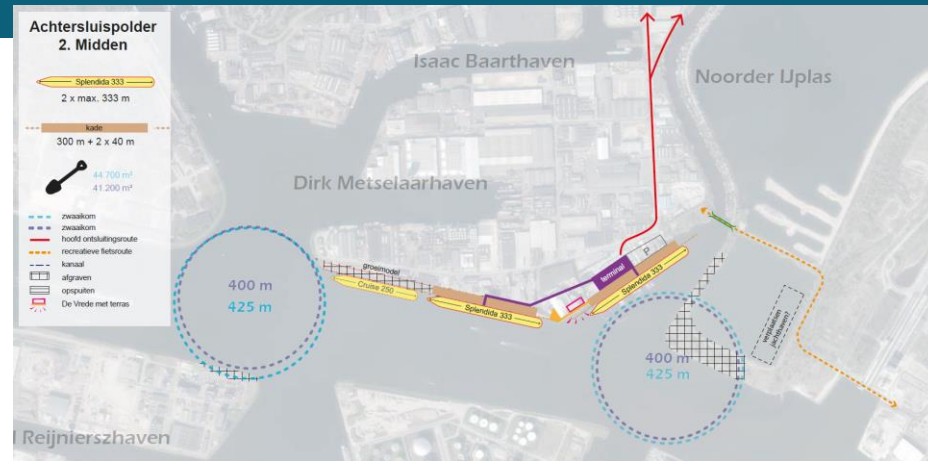 Achtersluispolder
2. Midden
Splendida 333
2 x max. 333 m
kade
300 m + 2 x 40 m
44.700 m²
41.200 m²
zwaaikom
zwaaikom
hoofd ontsluitingsroute
recreatieve fietsroute
kanaal
afgraven
opspuiten
De Vrede met terras
Isaac Baarthaven
Noorder IJplas
Dirk Metselaarhaven
groeimodel
Cruise 250
Splendida 333
terminal
P
Splendida 333
400 m
425 m
400 m
425 m
verplaatsen
jachthaven?
l Reijnierszhaven